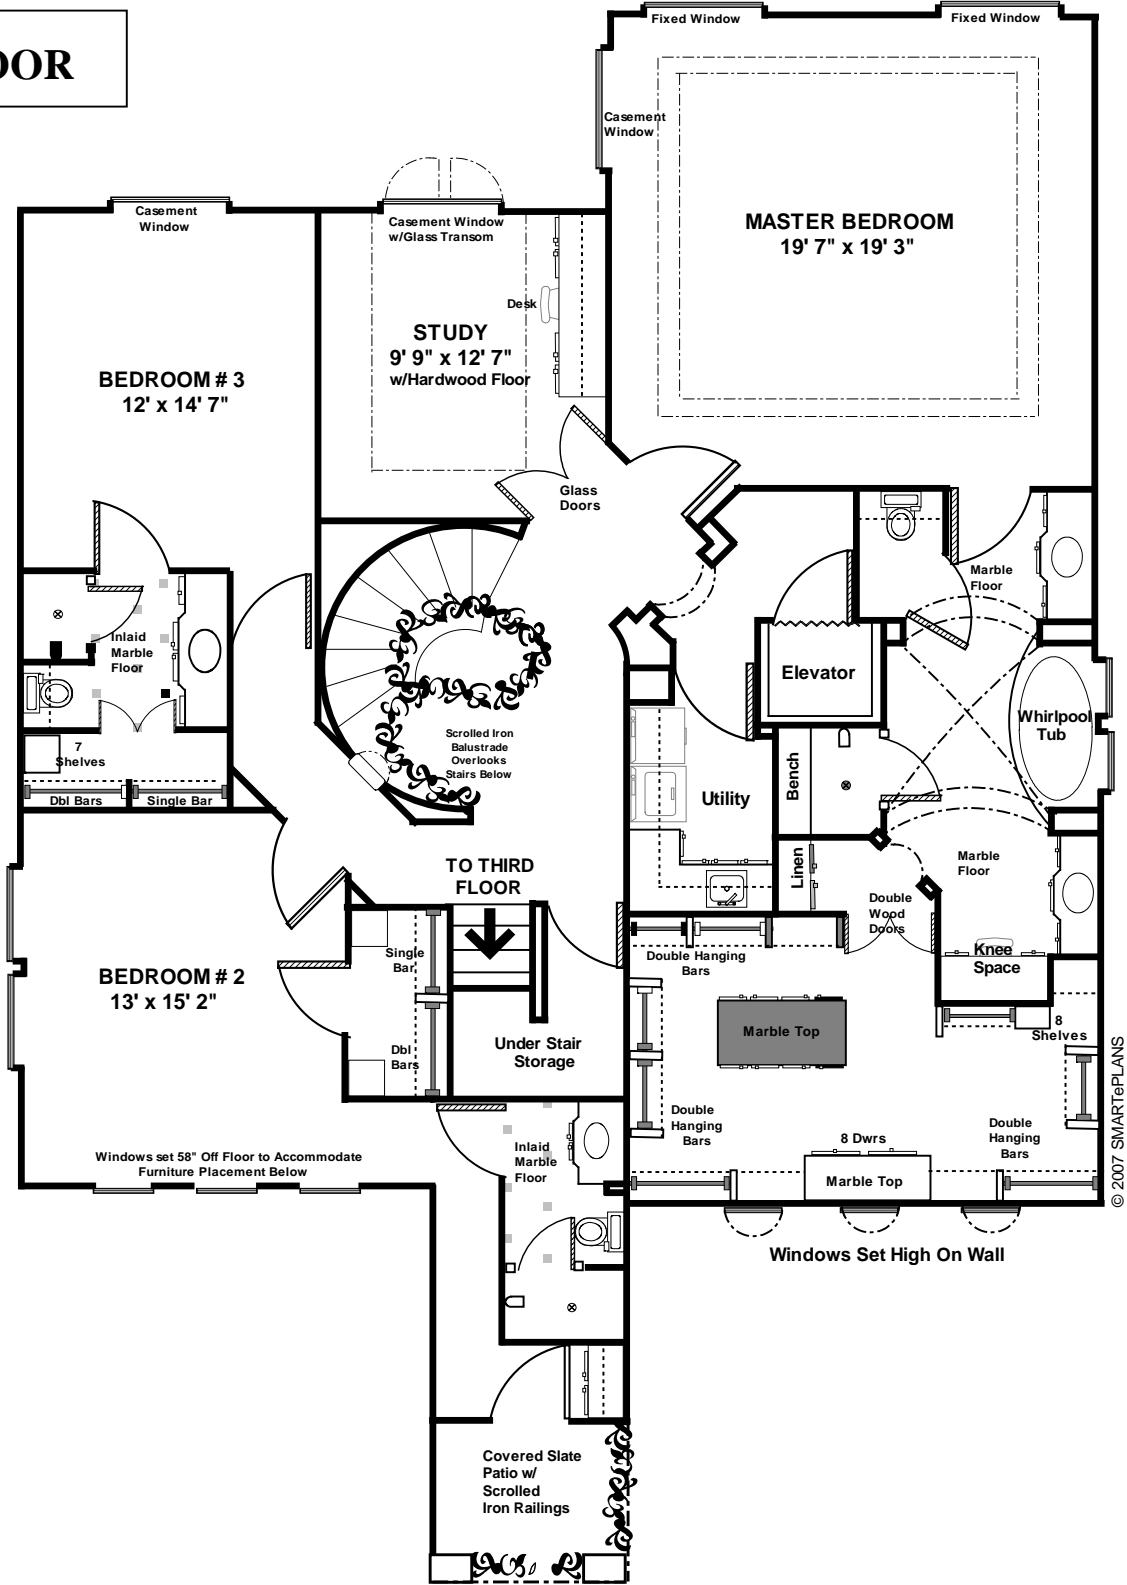 OOR
Fixed Window
Fixed Window
Casement
Window
MASTER BEDROOM
19' 7" x 19' 3"
Casement
Window
Casement Window
w/Glass Transom
Desk
STUDY
9' 9" x 12' 7"
w/Hardwood Floor
BEDROOM # 3
12' x 14' 7"
Glass
Doors
Marble
Floor
Inlaid
Marble
Floor
Elevator
Whirlpool
Tub
Scrolled Iron
Balustrade
Overlooks
Stairs Below
7
Shelves
Dbl Bars
Single Bar
Utility
Bench
Linen
Marble
Floor
TO THIRD
FLOOR
Double
Wood
Doors
Single
Bar
Double Hanging
Bars
Knee
Space
BEDROOM # 2
13' x 15' 2"
Marble Top
8
Shelves
Under Stair
Storage
Dbl
Bars
Double
Hanging
Bars
Double
Hanging
Bars
8 Dwrs
Marble Top
Windows set 58" Off Floor to Accommodate
Furniture Placement Below
Inlaid
Marble
Floor
Windows Set High On Wall
© 2007 SMARTePLANS
Covered Slate
Patio w/
Scrolled
Iron Railings